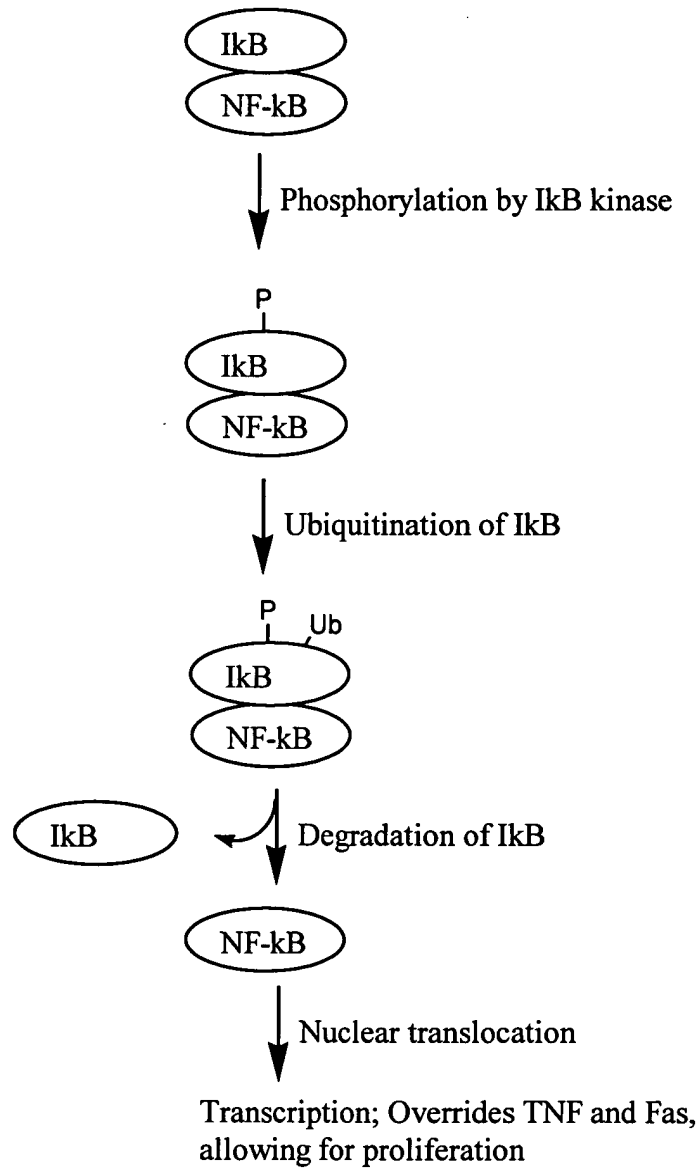 IkB
NF-kB
Phosphorylation by IkB kinase
P
IkB
NF-kB
Ubiquitination of IkB
P
Ub
IkB
NF-kB
IkB
Degradation of IkB
NF-kB
Nuclear translocation
Transcription; Overrides TNF and Fas,
allowing for proliferation